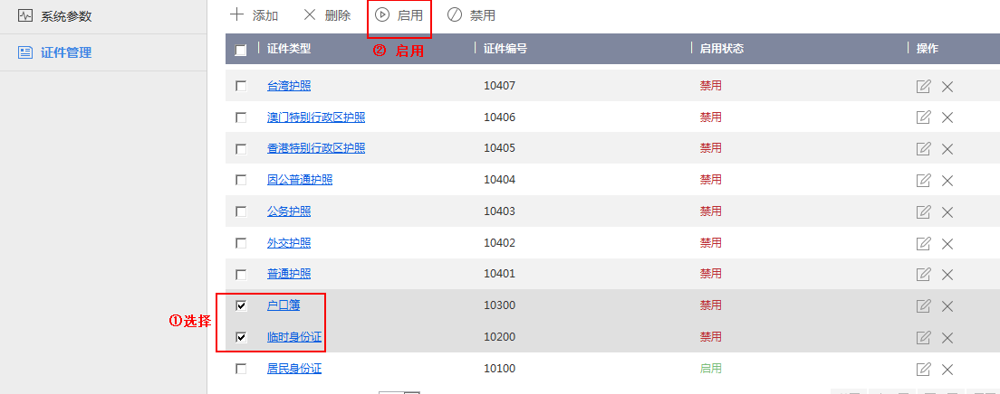 系统参数
证件管理
添加 删除 启用 禁用
② 启用
证件类型 证件编号 启用状态 操作
台湾护照 10407 禁用
澳门特别行政区护照 10406 禁用
香港特别行政区护照 10405 禁用
因公普通护照 10404 禁用
公务护照 10403 禁用
外交护照 10402 禁用
普通护照 10401 禁用
户口簿 10300 禁用
①选择
临时身份证 10200 禁用
居民身份证 10100 启用